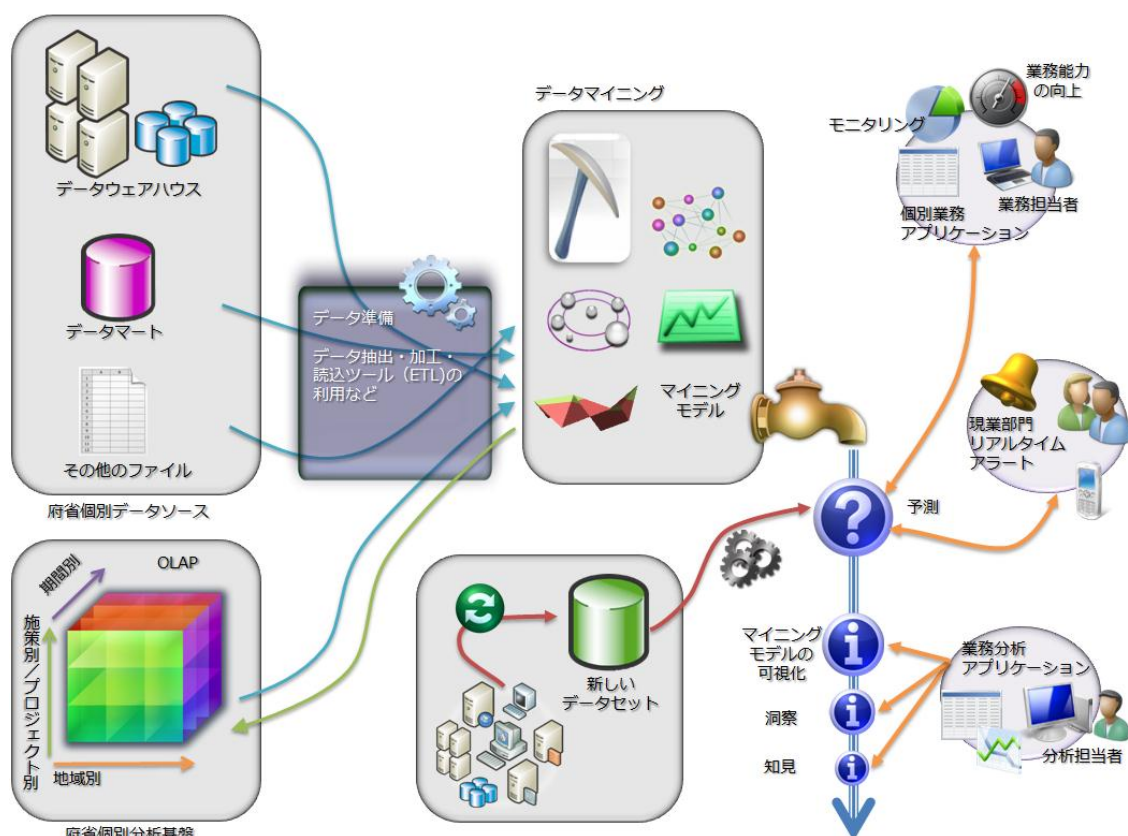 データウェアハウス
データマート
その他のファイル
府省個別データソース
データ準備
データ抽出・加工・
読込ツール（ETL)の
利用など
データマイニング
マイニング
モデル
業務能力
の向上
モニタリング
業務担当者
個別業務
アプリケーション
現業部門
リアルタイム
アラート
予測
OLAP
期間別
施策別／プロジェクト別
地域別
府省個別分析基盤
新しい
データセット
マイニング
モデルの
可視化
洞察
知見
業務分析
アプリケーション
分析担当者